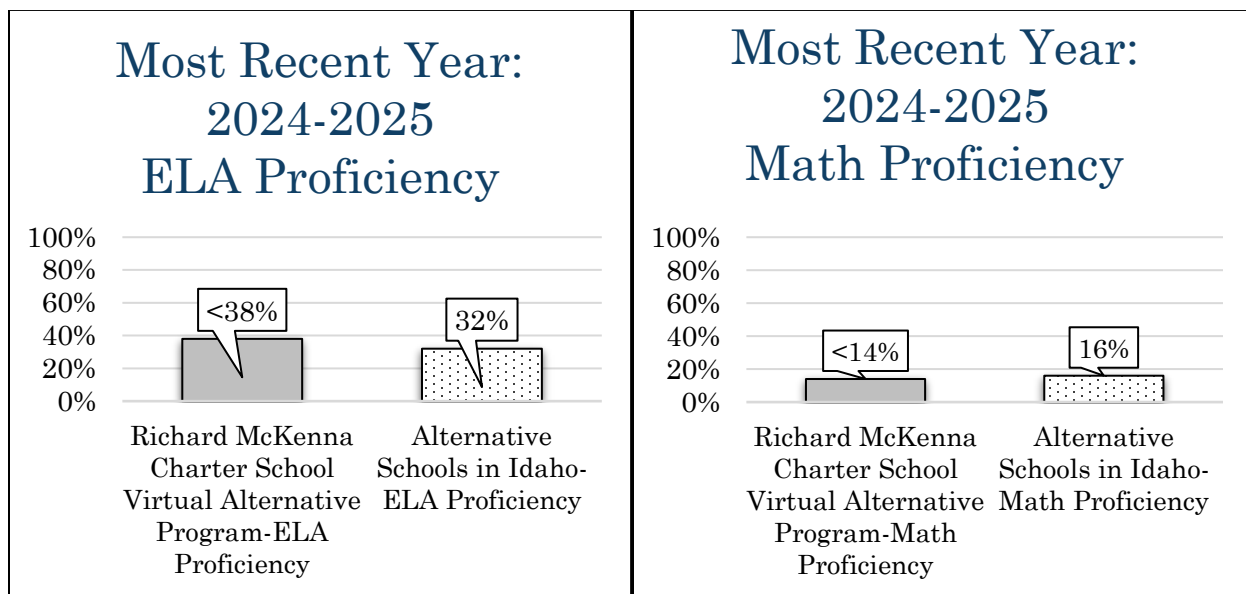 Most Recent Year:
2024-2025
ELA Proficiency
100%
80%
60%
40%
20%
0%
<38%
32%
Richard McKenna
Charter School
Virtual Alternative
Program-ELA
Proficiency
Alternative
Schools in Idaho-
ELA Proficiency
Most Recent Year:
2024-2025
Math Proficiency
100%
80%
60%
40%
20%
0%
<14%
16%
Richard McKenna
Charter School
Virtual Alternative
Program-Math
Proficiency
Alternative
Schools in Idaho-
Math Proficiency